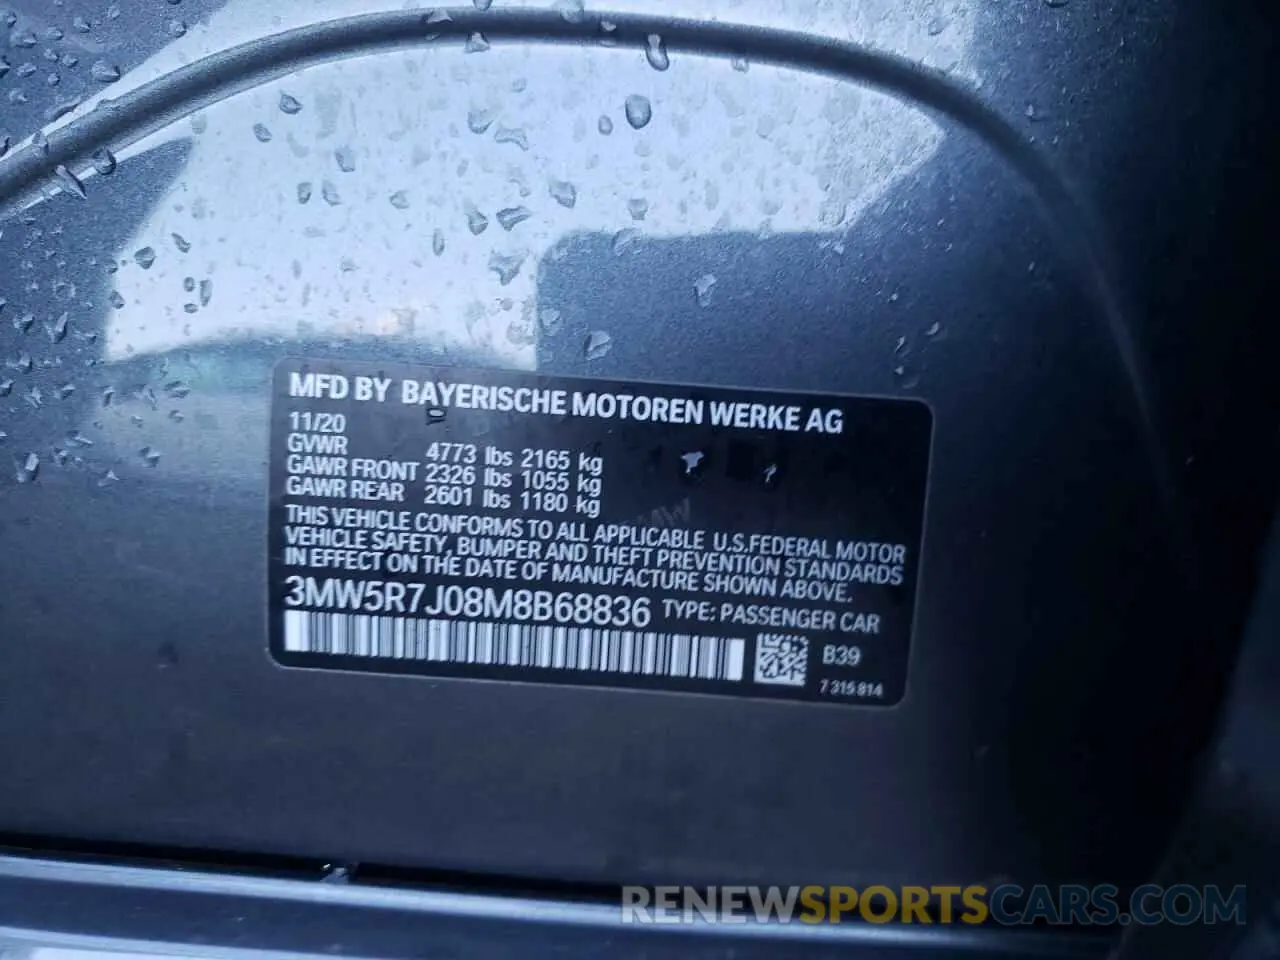 MFD BY BAYERISCHE MOTOREN WERKE AG
11/20
GVWR 4773 lbs 2165 kg
GAWR FRONT 2326 lbs 1055 kg
GAWR REAR 2601 lbs 1180 kg
THIS VEHICLE CONFORMS TO ALL APPLICABLE U.S.FEDERAL MOTOR
VEHICLE SAFETY, BUMPER AND THEFT PREVENTION STANDARDS
IN EFFECT ON THE DATE OF MANUFACTURE SHOWN ABOVE.
3MW5R7J08M8B68836 TYPE: PASSENGER CAR
B39
7 315 814
RENEWSPORTSCARS.COM